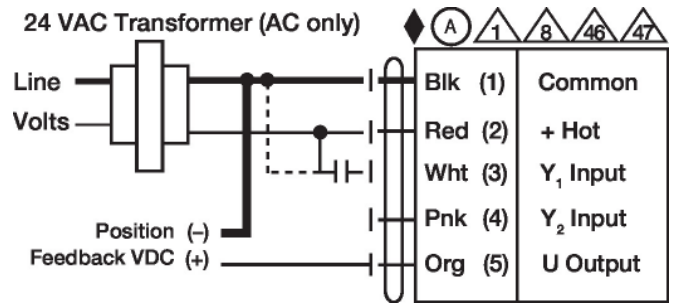 24 VAC Transformer (AC only)
A 1 8 46 47
Line
Volts
Blk (1) Common
Red (2) + Hot
Wht (3) Y₁ Input
Pnk (4) Y₂ Input
Org (5) U Output
Position (–)
Feedback VDC (+)